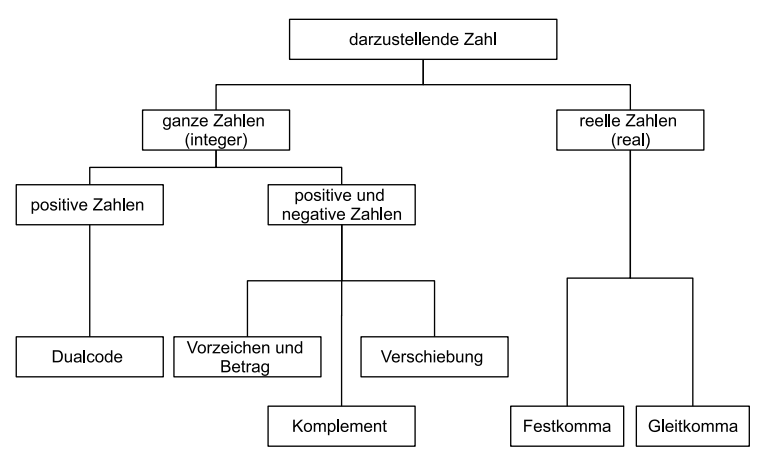 darzustellende Zahl
ganze Zahlen
(integer)
reelle Zahlen
(real)
positive Zahlen
positive und
negative Zahlen
Dualcode
Vorzeichen und
Betrag
Verschiebung
Komplement
Festkomma
Gleitkomma